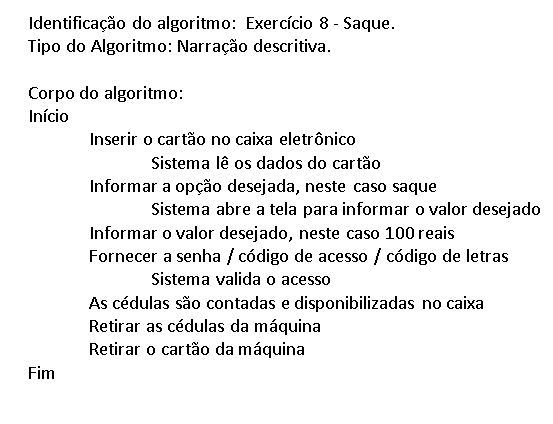 Identificação do algoritmo:  Exercício 8 - Saque.
Tipo do Algoritmo: Narração descritiva.
Corpo do algoritmo:
Início
Inserir o cartão no caixa eletrônico
Sistema lê os dados do cartão
Informar a opção desejada, neste caso saque
Sistema abre a tela para informar o valor desejado
Informar o valor desejado, neste caso 100 reais
Fornecer a senha / código de acesso / código de letras
Sistema valida o acesso
As cédulas são contadas e disponibilizadas no caixa
Retirar as cédulas da máquina
Retirar o cartão da máquina
Fim